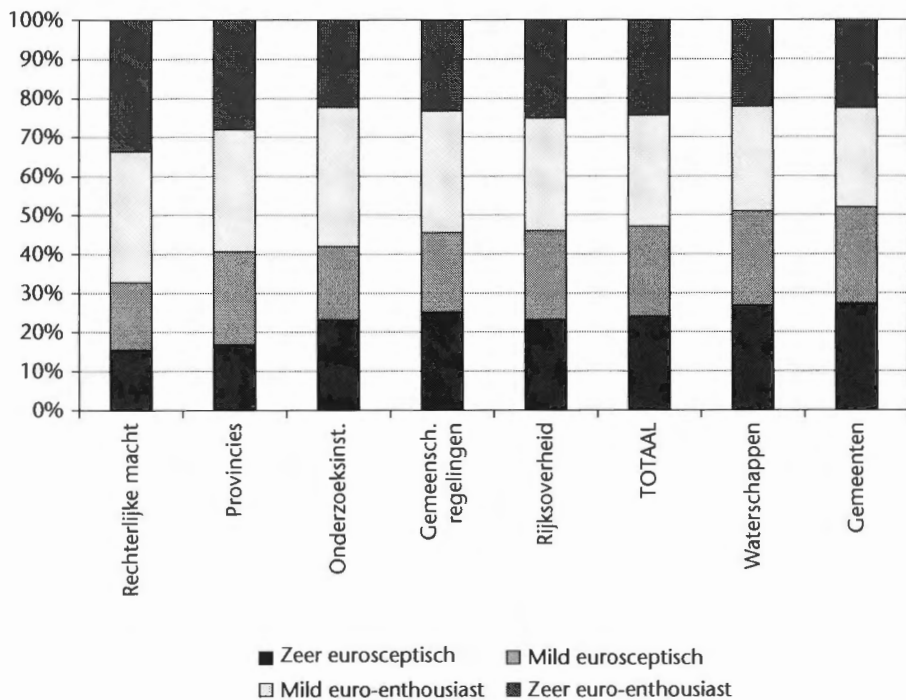 100%
90%
80%
70%
60%
50%
40%
30%
20%
10%
0%
Rechterlijke macht
Provincies
Onderzoeksinst.
Gemeensch.
regelingen
Rijksoverheid
TOTAAL
Waterschappen
Gemeenten
Zeer eurosceptisch
Mild eurosceptisch
Mild euro-enthousiast
Zeer euro-enthousiast